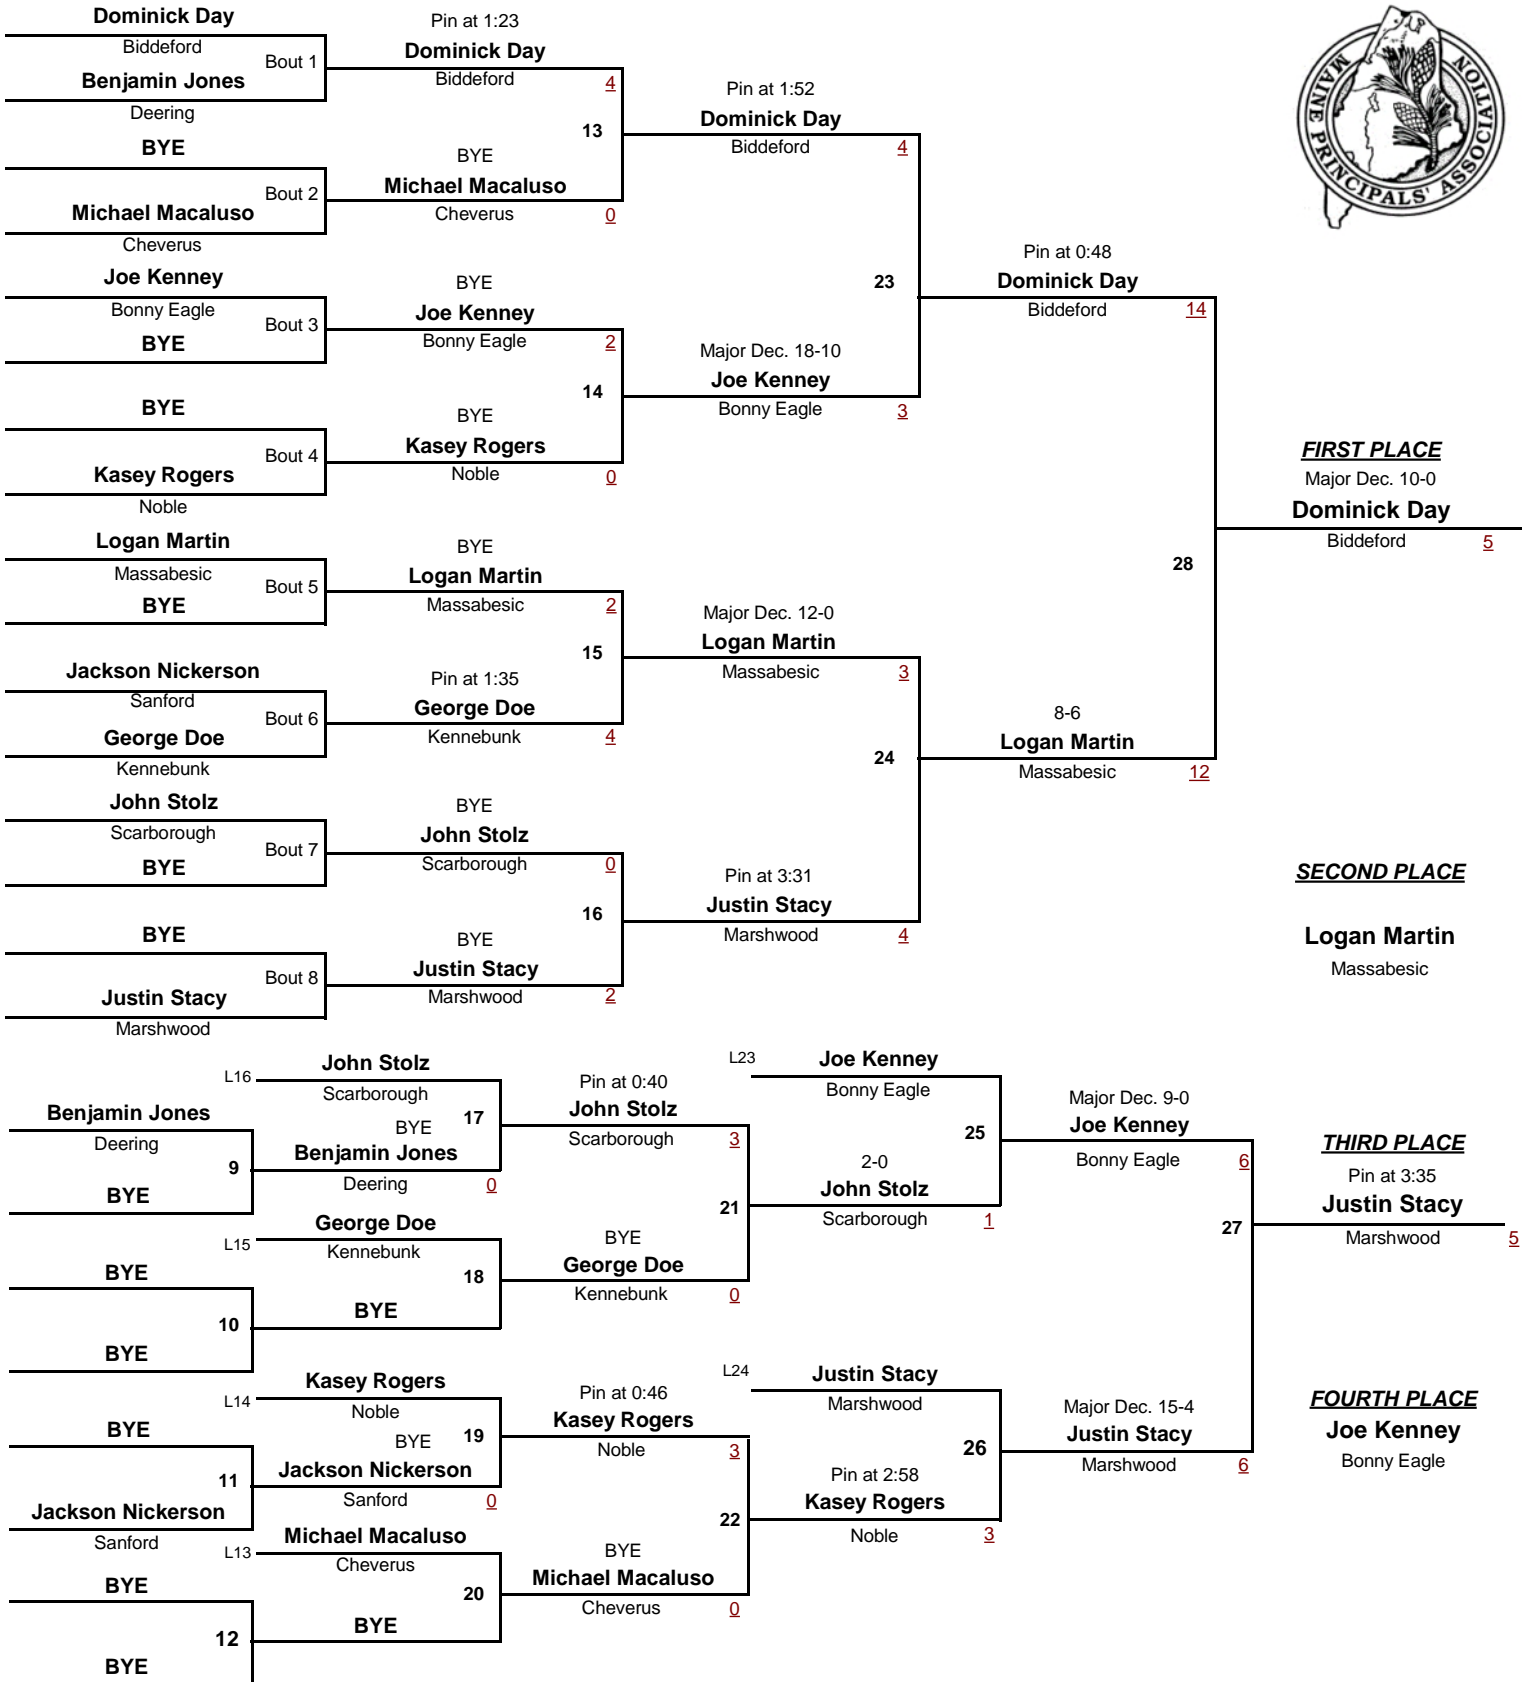 Dominick Day
Biddeford
Bout 1
Benjamin Jones
Deering
BYE
Bout 2
Michael Macaluso
Cheverus
Joe Kenney
Bonny Eagle
Bout 3
BYE
BYE
Bout 4
Kasey Rogers
Noble
Logan Martin
Massabesic
Bout 5
BYE
Jackson Nickerson
Sanford
Bout 6
George Doe
Kennebunk
John Stolz
Scarborough
Bout 7
BYE
BYE
Bout 8
Justin Stacy
Marshwood
Pin at 1:23
Dominick Day
Biddeford 4
13
BYE
Michael Macaluso
Cheverus 0
BYE
Joe Kenney
Bonny Eagle 2
14
BYE
Kasey Rogers
Noble 0
BYE
Logan Martin
Massabesic 2
15
Pin at 1:35
George Doe
Kennebunk 4
BYE
John Stolz
Scarborough 0
16
BYE
Justin Stacy
Marshwood 2
Pin at 1:52
Dominick Day
Biddeford 4
23
Major Dec. 18-10
Joe Kenney
Bonny Eagle 3
Major Dec. 12-0
Logan Martin
Massabesic 3
24
Pin at 3:31
Justin Stacy
Marshwood 4
Pin at 0:48
Dominick Day
Biddeford 14
28
8-6
Logan Martin
Massabesic 12
MAINE PRINCIPALS' ASSOCIATION
FIRST PLACE
Major Dec. 10-0
Dominick Day
Biddeford 5
SECOND PLACE
Logan Martin
Massabesic
Benjamin Jones
Deering
9
BYE
BYE
10
BYE
BYE
11
Jackson Nickerson
Sanford
BYE
12
BYE
L16
John Stolz
Scarborough
17
BYE
Benjamin Jones
Deering 0
L15
George Doe
Kennebunk
18
BYE
L14
Kasey Rogers
Noble
19
BYE
Jackson Nickerson
Sanford 0
L13
Michael Macaluso
Cheverus
20
BYE
Pin at 0:40
John Stolz
Scarborough 3
21
BYE
George Doe
Kennebunk 0
Pin at 0:46
Kasey Rogers
Noble 3
22
BYE
Michael Macaluso
Cheverus 0
L23
Joe Kenney
Bonny Eagle
25
2-0
John Stolz
Scarborough 1
L24
Justin Stacy
Marshwood
26
Pin at 2:58
Kasey Rogers
Noble 3
Major Dec. 9-0
Joe Kenney
Bonny Eagle 6
27
Major Dec. 15-4
Justin Stacy
Marshwood 6
THIRD PLACE
Pin at 3:35
Justin Stacy
Marshwood 5
FOURTH PLACE
Joe Kenney
Bonny Eagle